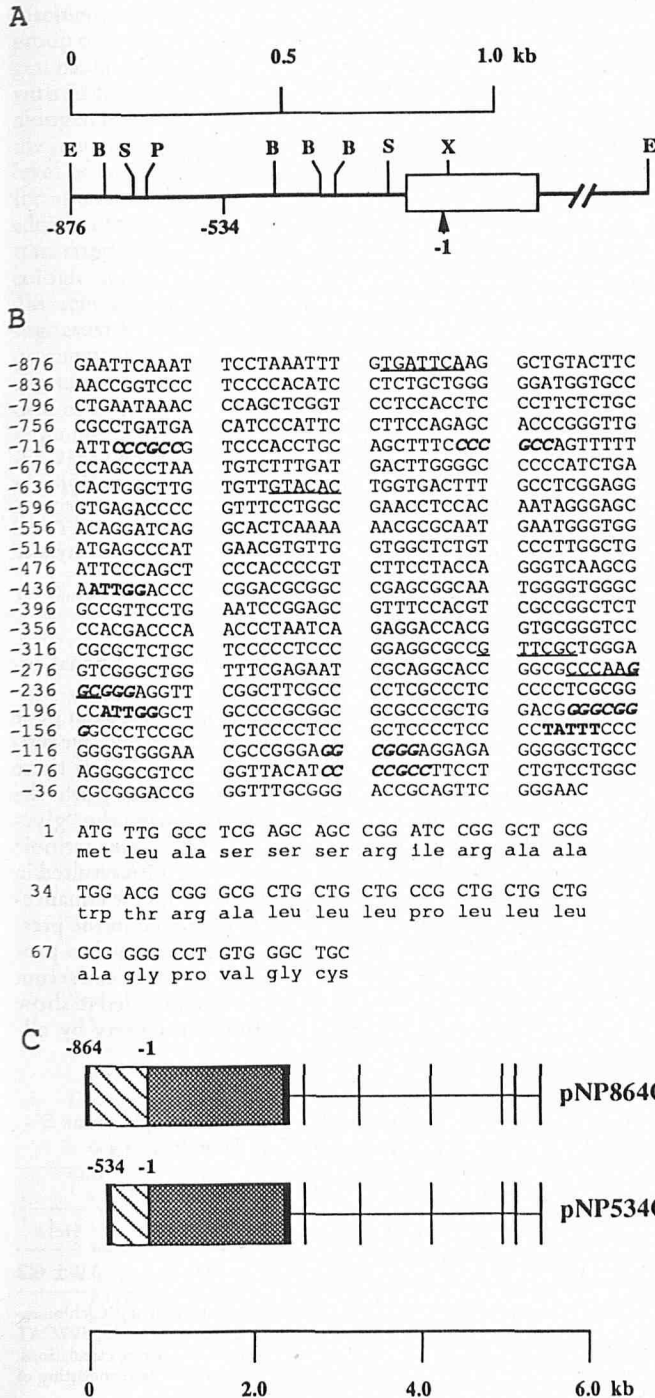 A
0 0.5 1.0 kb
E B S P B B B S X E
-876 -534 -1
B
-876 GAATTCAAAT TCCTAAATTT GTGATTCAAG GCTGTACTTC
-836 AACCGGTCCC TCCCCACATC CTCTGCTGGG GGATGGTGCC
-796 CTGAATAAAC CCAGCTCGGT CCTCCACCTC CCTTCTCTGC
-756 CGCCTGATGA CATCCCATTC CTTCCAGAGC ACCCGGGTTG
-716 ATTCCCGCCG TCCCACCTGC AGCTTTCCCC GCCAGTTTTT
-676 CCAGCCCTAA TGTCTTTGAT GACTTGGGGC CCCCATCTGA
-636 CACTGGCTTG TGTTGTACAC TGGTGACTTT GCCTCGGAGG
-596 GTGAGACCCC GTTTCCTGGC GAACCTCCAC AATAGGGAGC
-556 ACAGGATCAG GCACTCAAAA AACGCGCAAT GAATGGGTGG
-516 ATGAGCCCAT GAACGTGTTG GTGGCTCTGT CCCTTGGCTG
-476 ATTCCCAGCT CCCACCCCGT CTTCCTACCA GGGTCAAGCG
-436 AATTGGACCC CGGACGCGGC CGAGCGGCAA TGGGGTGGGC
-396 GCCGTTCCTG AATCCGGAGC GTTTCCACGT CGCCGGCTCT
-356 CCACGACCCA ACCCTAATCA GAGGACCACG GTGCGGGTCC
-316 CGCGCTCTGC TCCCCCTCCC GGAGGCGCCG TTCGCTGGGA
-276 GTCGGGCTGG TTTCGAGAAT CGCAGGCACC GGCGCCCAAG
-236 GCGGGAGGTT CGGCTTCGCC CCTCGCCCTC CCCCTCGCGG
-196 CCATTGGGCT GCCCCGCGGC GCGCCCGCTG GACGGGGCGG
-156 GGCCCTCCGC TCTCCCCTCC GCTCCCCTCC CCTATTTCCC
-116 GGGGTGGGAA CGCCGGGAGG CGGGGAGGAGA GGGGGCTGCC
-76 AGGGGCGTCC GGTTACATCC CCGCCTTCCT CTGTCCTGGC
-36 CGCGGGACCG GGTTTGCGGG ACCGCAGTTC GGGAAC
1 ATG TTG GCC TCG AGC AGC CGG ATC CGG GCT GCG
met leu ala ser ser ser arg ile arg ala ala
34 TGG ACG CGG GCG CTG CTG CTG CCG CTG CTG CTG
trp thr arg ala leu leu leu pro leu leu leu
67 GCG GGG CCT GTG GGC TGC
ala gly pro val gly cys
C
-864 -1
pNP864
-534 -1
pNP534
0 2.0 4.0 6.0 kb